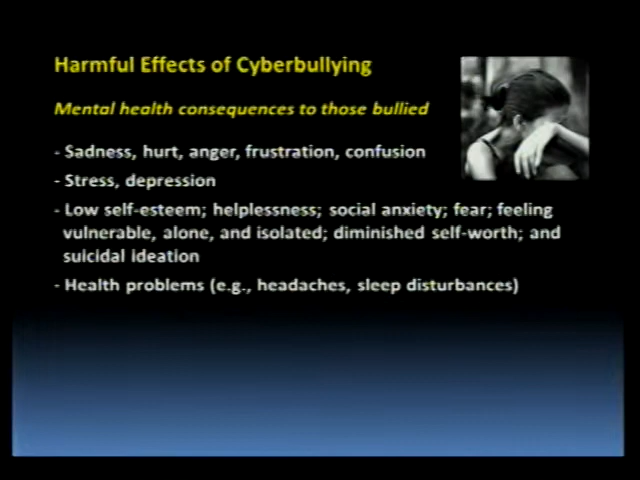 Harmful Effects of Cyberbullying
Mental health consequences to those bullied
- Sadness, hurt, anger, frustration, confusion
- Stress, depression
- Low self-esteem; helplessness; social anxiety; fear; feeling
vulnerable, alone, and isolated; diminished self-worth; and
suicidal ideation
- Health problems (e.g., headaches, sleep disturbances)